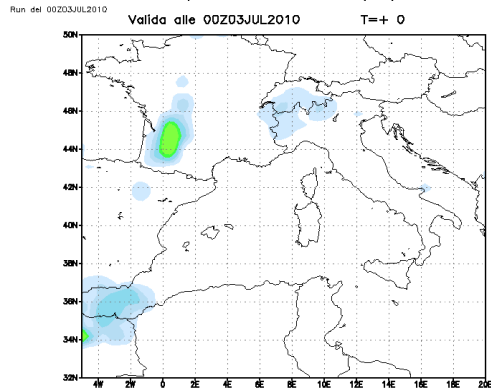 Run del 00Z03JUL2010
Valida alle 00Z03JUL2010 T=+ 0
50N
48N
46N
44N
42N
40N
38N
36N
34N
32N
4W 2W 0 2E 4E 6E 8E 10E 12E 14E 16E 18E 20E